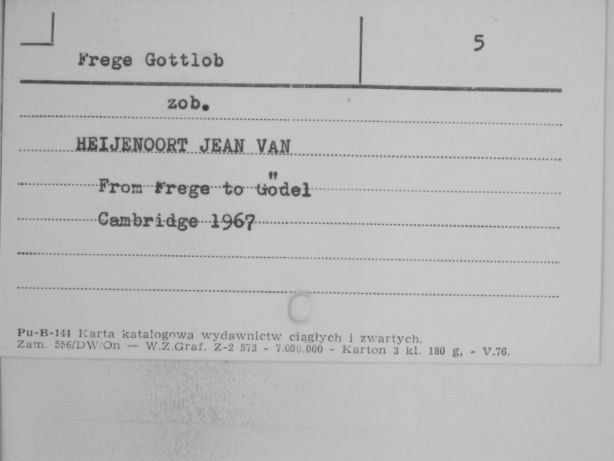 Frege Gottlob
5
zob.
HEIJENOORT JEAN VAN
From Frege to Gödel
Cambridge 1967
Pu-B-144 Karta katalogowa wydawnictw ciągłych i zwartych.
Zam. 556/DW/On — W.Z.Graf. Z-2 573 - 7.000.000 - Karton 3 kl. 180 g, - V.76.